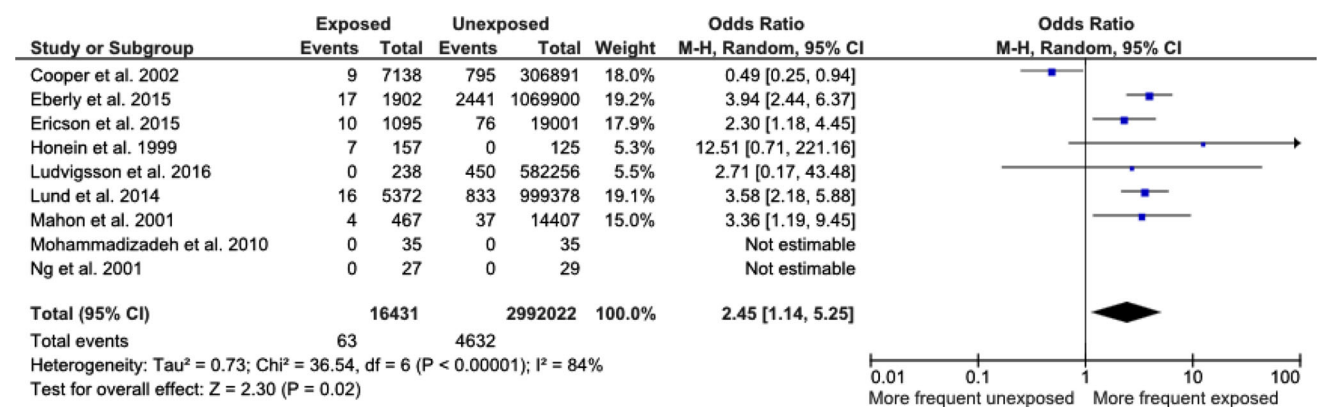 Exposed Unexposed Odds Ratio Odds Ratio
Study or Subgroup Events Total Events Total Weight M-H, Random, 95% CI M-H, Random, 95% CI
Cooper et al. 2002 9 7138 795 306891 18.0% 0.49 [0.25, 0.94]
Eberly et al. 2015 17 1902 2441 1069900 19.2% 3.94 [2.44, 6.37]
Ericson et al. 2015 10 1095 76 19001 17.9% 2.30 [1.18, 4.45]
Honein et al. 1999 7 157 0 125 5.3% 12.51 [0.71, 221.16]
Ludvigsson et al. 2016 0 238 450 582256 5.5% 2.71 [0.17, 43.48]
Lund et al. 2014 16 5372 833 999378 19.1% 3.58 [2.18, 5.88]
Mahon et al. 2001 4 467 37 14407 15.0% 3.36 [1.19, 9.45]
Mohammadizadeh et al. 2010 0 35 0 35 Not estimable
Ng et al. 2001 0 27 0 29 Not estimable
Total (95% CI) 16431 2992022 100.0% 2.45 [1.14, 5.25]
Total events 63 4632
Heterogeneity: Tau² = 0.73; Chi² = 36.54, df = 6 (P < 0.00001); I² = 84%
Test for overall effect: Z = 2.30 (P = 0.02)
0.01 0.1 1 10 100
More frequent unexposed More frequent exposed